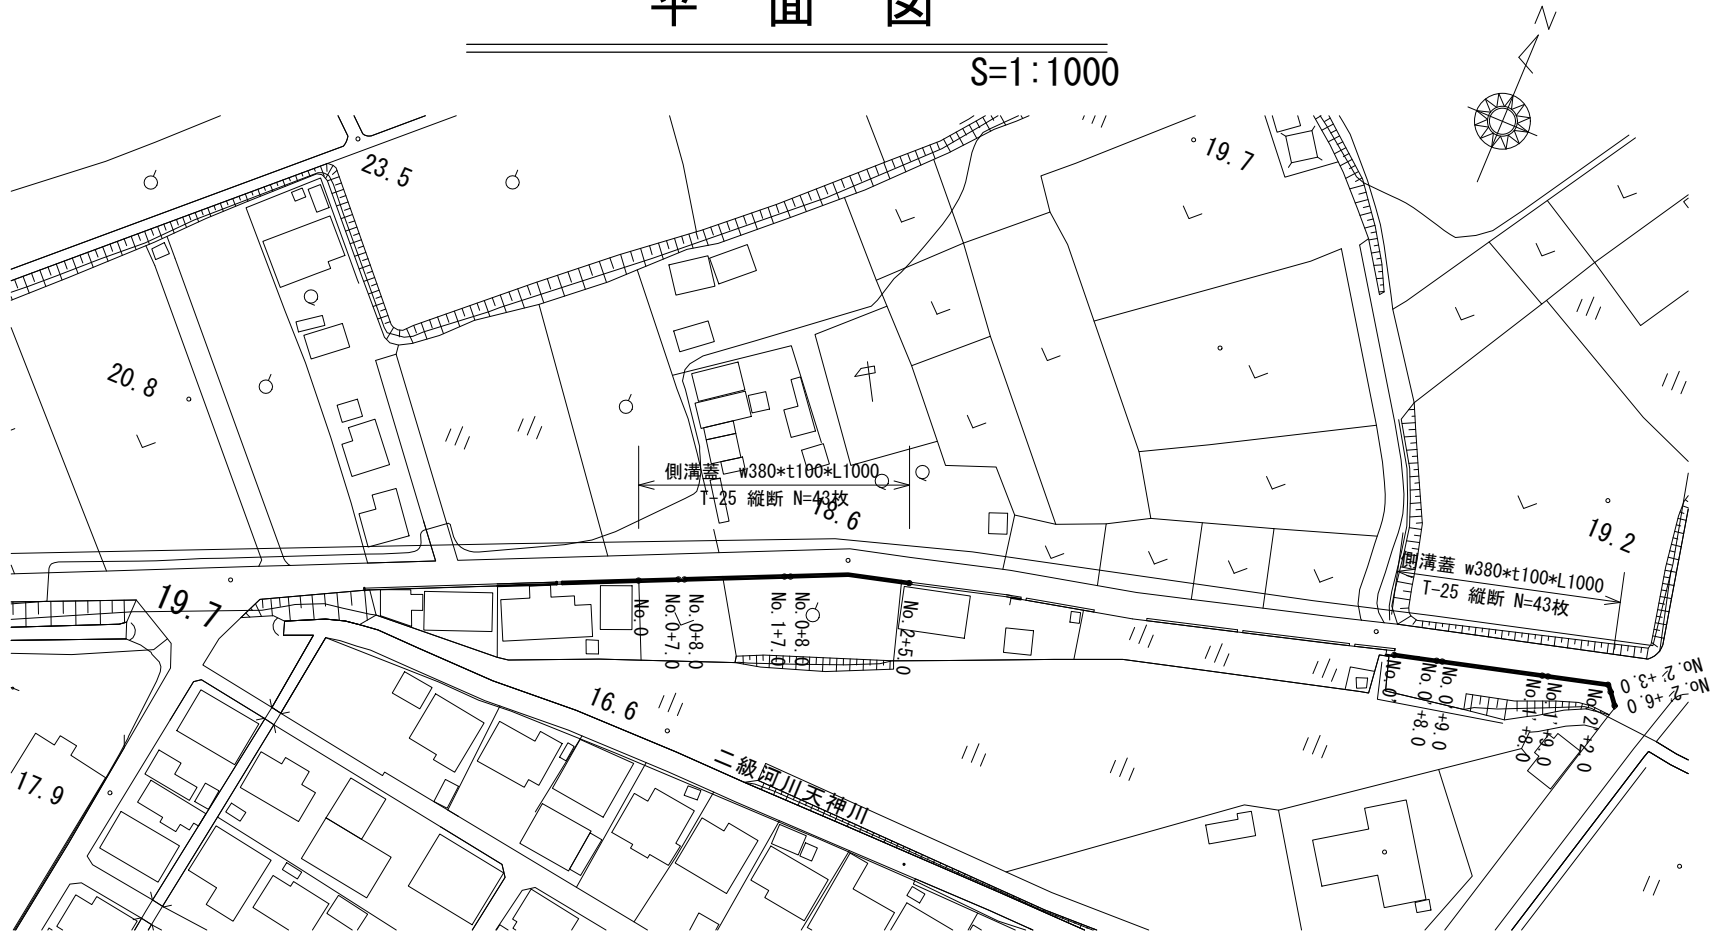 平 面 図
S=1:1000
N
23.5
19.7
20.8
側溝蓋 w380*t100*L1000
T-25 縦断 N=43枚
18.6
19.2
側溝蓋 w380*t100*L1000
T-25 縦断 N=43枚
19.7
No.0
No.0+7.0
No.0+8.0
No.1+7.0
No.0+8.0
No.2+5.0
No.0'
No.0'+8.0
No.0'+9.0
No.1'+8.0
No.1'+9.0
No.2'+2.0
No.2'+3.0
No.2'+6.0
16.6
二級河川天神川
17.9